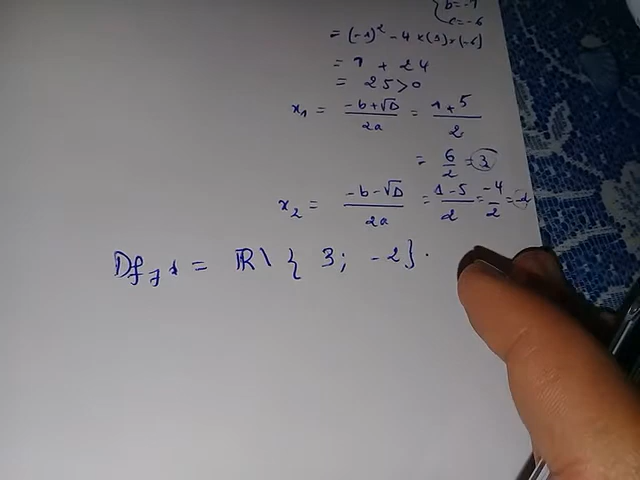 b=-1
c=-6
= (-1)² - 4×(1)×(-6)
= 1 + 24
= 25 > 0
x₁ = (-b+√Δ)/2a = (1+5)/2
= 6/2 = 3
x₂ = (-b-√Δ)/2a = (1-5)/2 = -4/2 = -2
= ℝ\{ 3; -2}.